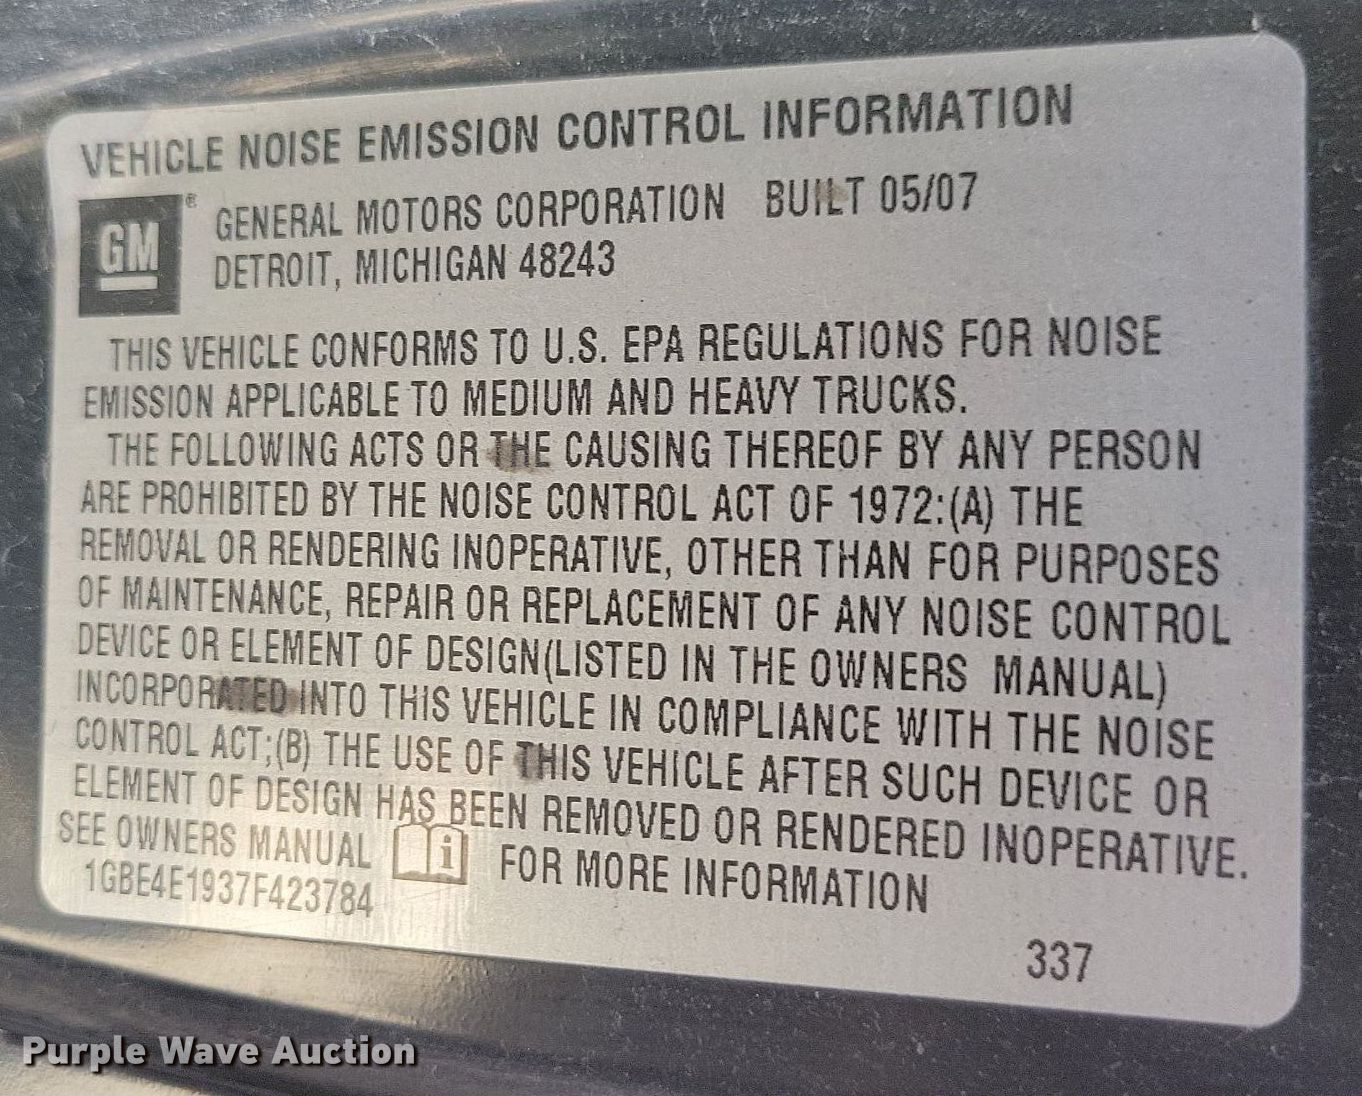 VEHICLE NOISE EMISSION CONTROL INFORMATION
GM®
GENERAL MOTORS CORPORATION BUILT 05/07
DETROIT, MICHIGAN 48243
THIS VEHICLE CONFORMS TO U.S. EPA REGULATIONS FOR NOISE
EMISSION APPLICABLE TO MEDIUM AND HEAVY TRUCKS.
THE FOLLOWING ACTS OR THE CAUSING THEREOF BY ANY PERSON
ARE PROHIBITED BY THE NOISE CONTROL ACT OF 1972:(A) THE
REMOVAL OR RENDERING INOPERATIVE, OTHER THAN FOR PURPOSES
OF MAINTENANCE, REPAIR OR REPLACEMENT OF ANY NOISE CONTROL
DEVICE OR ELEMENT OF DESIGN(LISTED IN THE OWNERS MANUAL)
INCORPORATED INTO THIS VEHICLE IN COMPLIANCE WITH THE NOISE
CONTROL ACT;(B) THE USE OF THIS VEHICLE AFTER SUCH DEVICE OR
ELEMENT OF DESIGN HAS BEEN REMOVED OR RENDERED INOPERATIVE.
SEE OWNERS MANUAL i FOR MORE INFORMATION
1GBE4E1937F423784
337
Purple Wave Auction